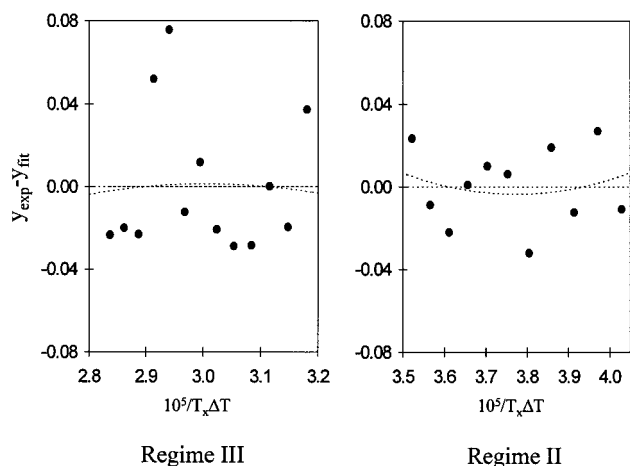 0.08
0.04
0.00
-0.04
-0.08
y_exp-y_fit
2.8 2.9 3.0 3.1 3.2
10^5/T_xΔT
Regime III
0.08
0.04
0.00
-0.04
-0.08
3.5 3.6 3.7 3.8 3.9 4.0
10^5/T_xΔT
Regime II